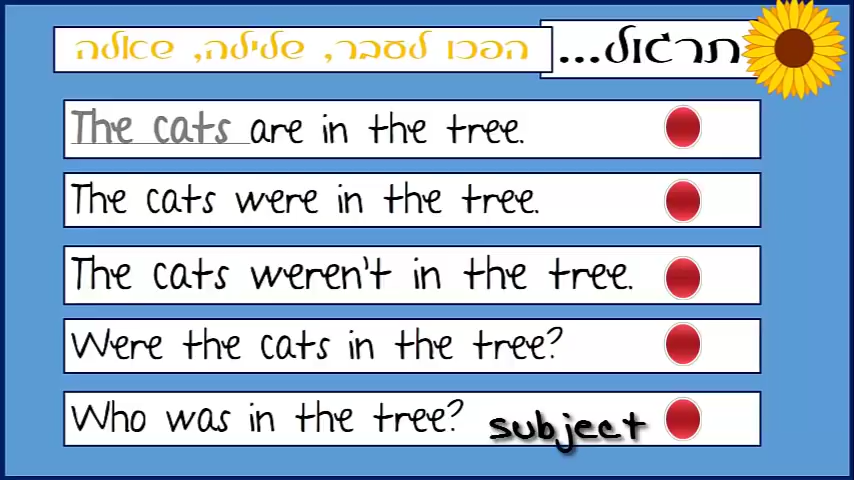 תרגול...
הפכו לעבר, שלילה, שאלה
The cats are in the tree.
The cats were in the tree.
The cats weren't in the tree.
Were the cats in the tree?
Who was in the tree? subject